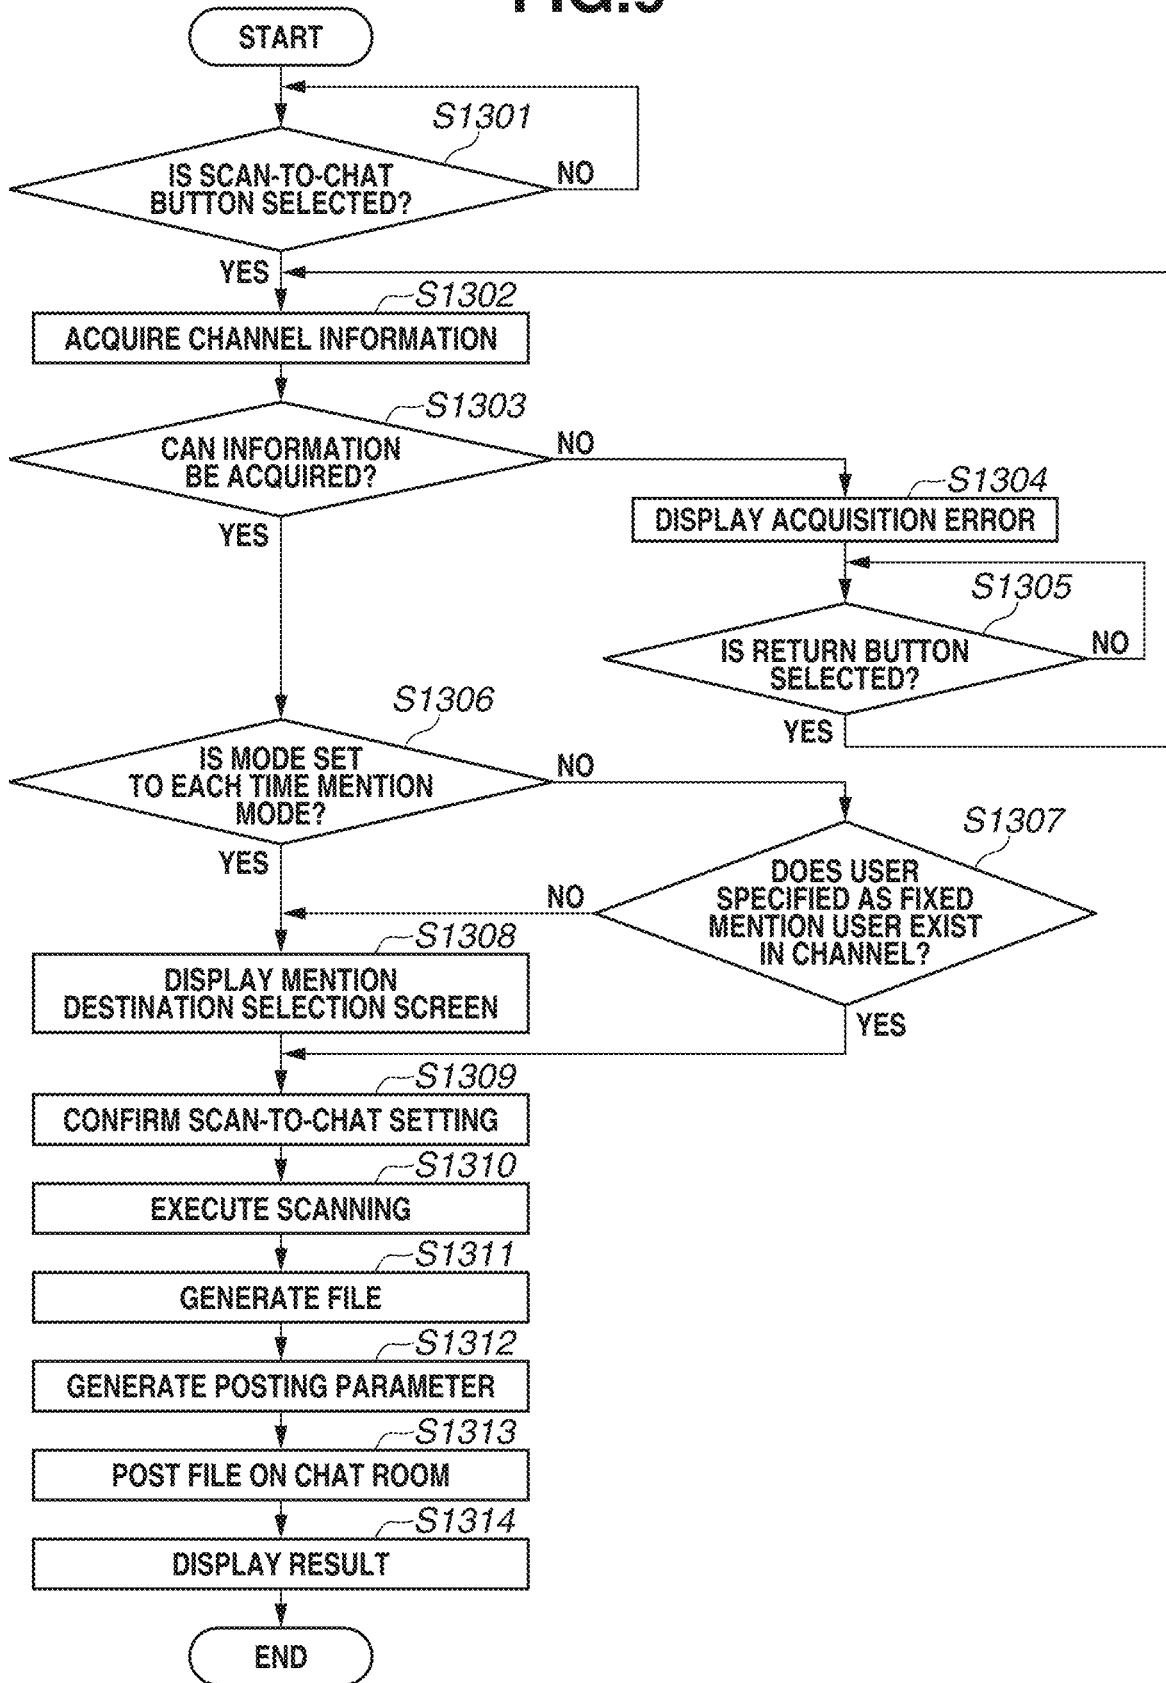 START
S1301
IS SCAN-TO-CHAT
BUTTON SELECTED?
NO
YES
S1302
ACQUIRE CHANNEL INFORMATION
S1303
CAN INFORMATION
BE ACQUIRED?
NO
YES
S1304
DISPLAY ACQUISITION ERROR
S1305
IS RETURN BUTTON
SELECTED?
NO
YES
S1306
IS MODE SET
TO EACH TIME MENTION
MODE?
NO
YES
S1307
DOES USER
SPECIFIED AS FIXED
MENTION USER EXIST
IN CHANNEL?
NO
YES
S1308
DISPLAY MENTION
DESTINATION SELECTION SCREEN
S1309
CONFIRM SCAN-TO-CHAT SETTING
S1310
EXECUTE SCANNING
S1311
GENERATE FILE
S1312
GENERATE POSTING PARAMETER
S1313
POST FILE ON CHAT ROOM
S1314
DISPLAY RESULT
END